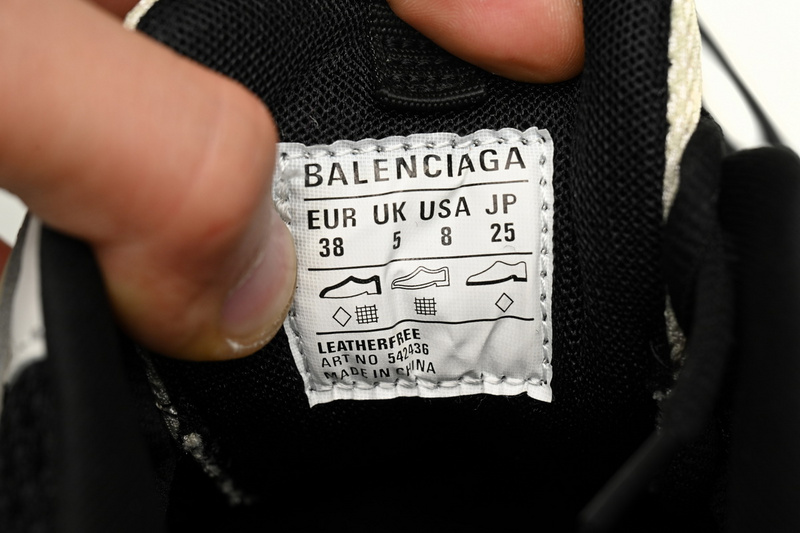 BALENCIAGA
EUR UK USA JP
38 5 8 25
LEATHERFREE
ART NO 542436
MADE IN CHINA